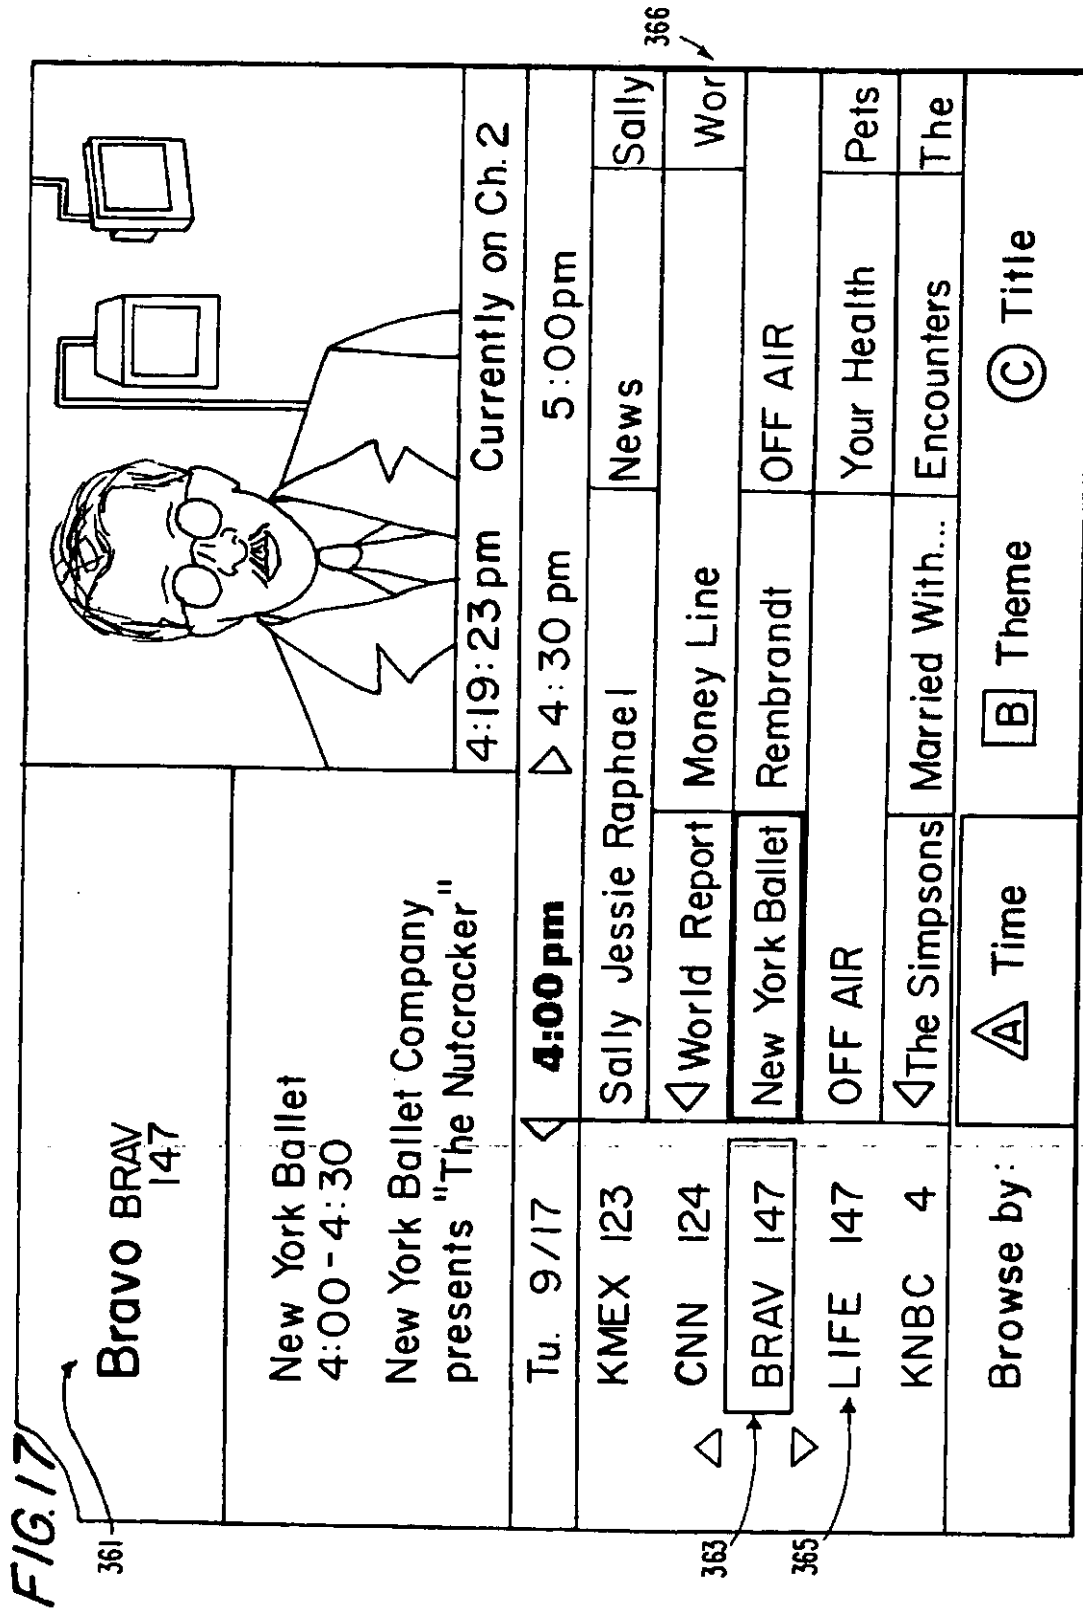 FIG. 17
361
Bravo BRAV
147
New York Ballet
4:00-4:30
New York Ballet Company
presents "The Nutcracker"
4:19:23 pm Currently on Ch. 2
Tu. 9/17 4:00pm 4:30 pm 5:00pm
KMEX 123 Sally Jessie Raphael News Sally
CNN 124 World Report Money Line Wor
BRAV 147 New York Ballet Rembrandt OFF AIR
LIFE 147 OFF AIR Your Health Pets
KNBC 4 The Simpsons Married With... Encounters The
Browse by: A Time B Theme C Title
363
365
366